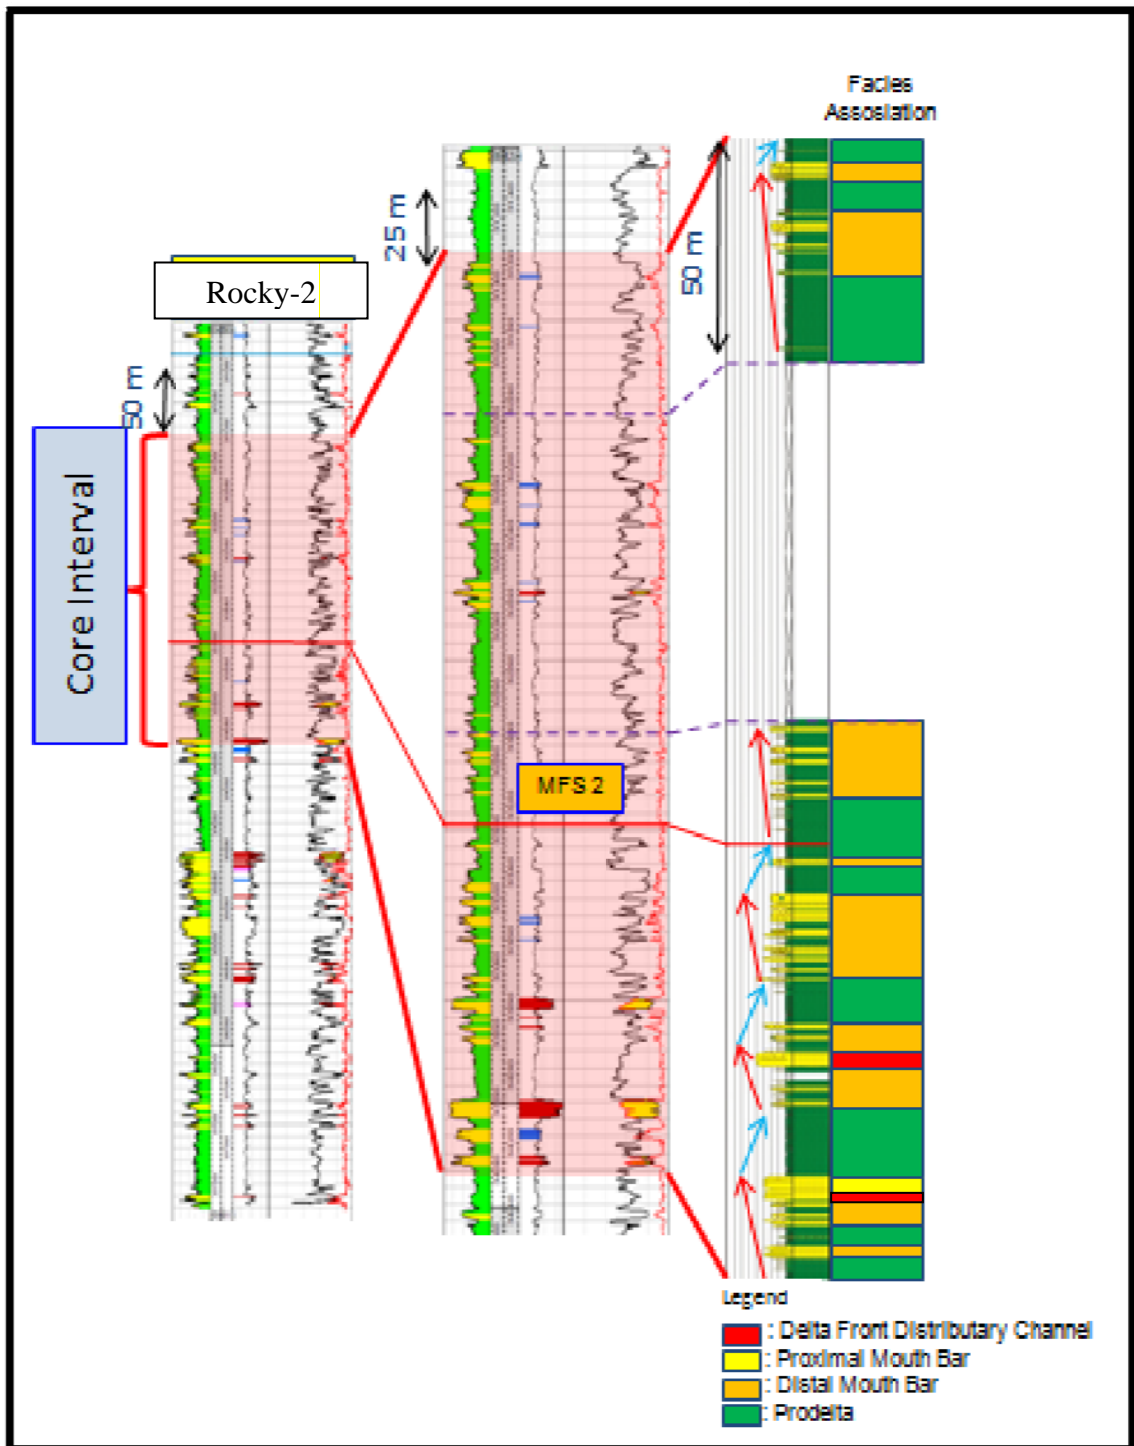 Facies
Assosiation
25 m
50 m
Rocky-2
50 m
Core Interval
MFS 2
Legend
: Delta Front Distributary Channel
: Proximal Mouth Bar
: Distal Mouth Bar
: Prodelta